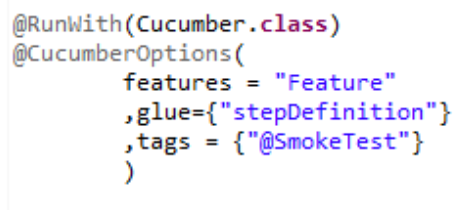 @RunWith(Cucumber.class)
@CucumberOptions(
features = "Feature"
,glue={"stepDefinition"}
,tags = {"@SmokeTest"}
)